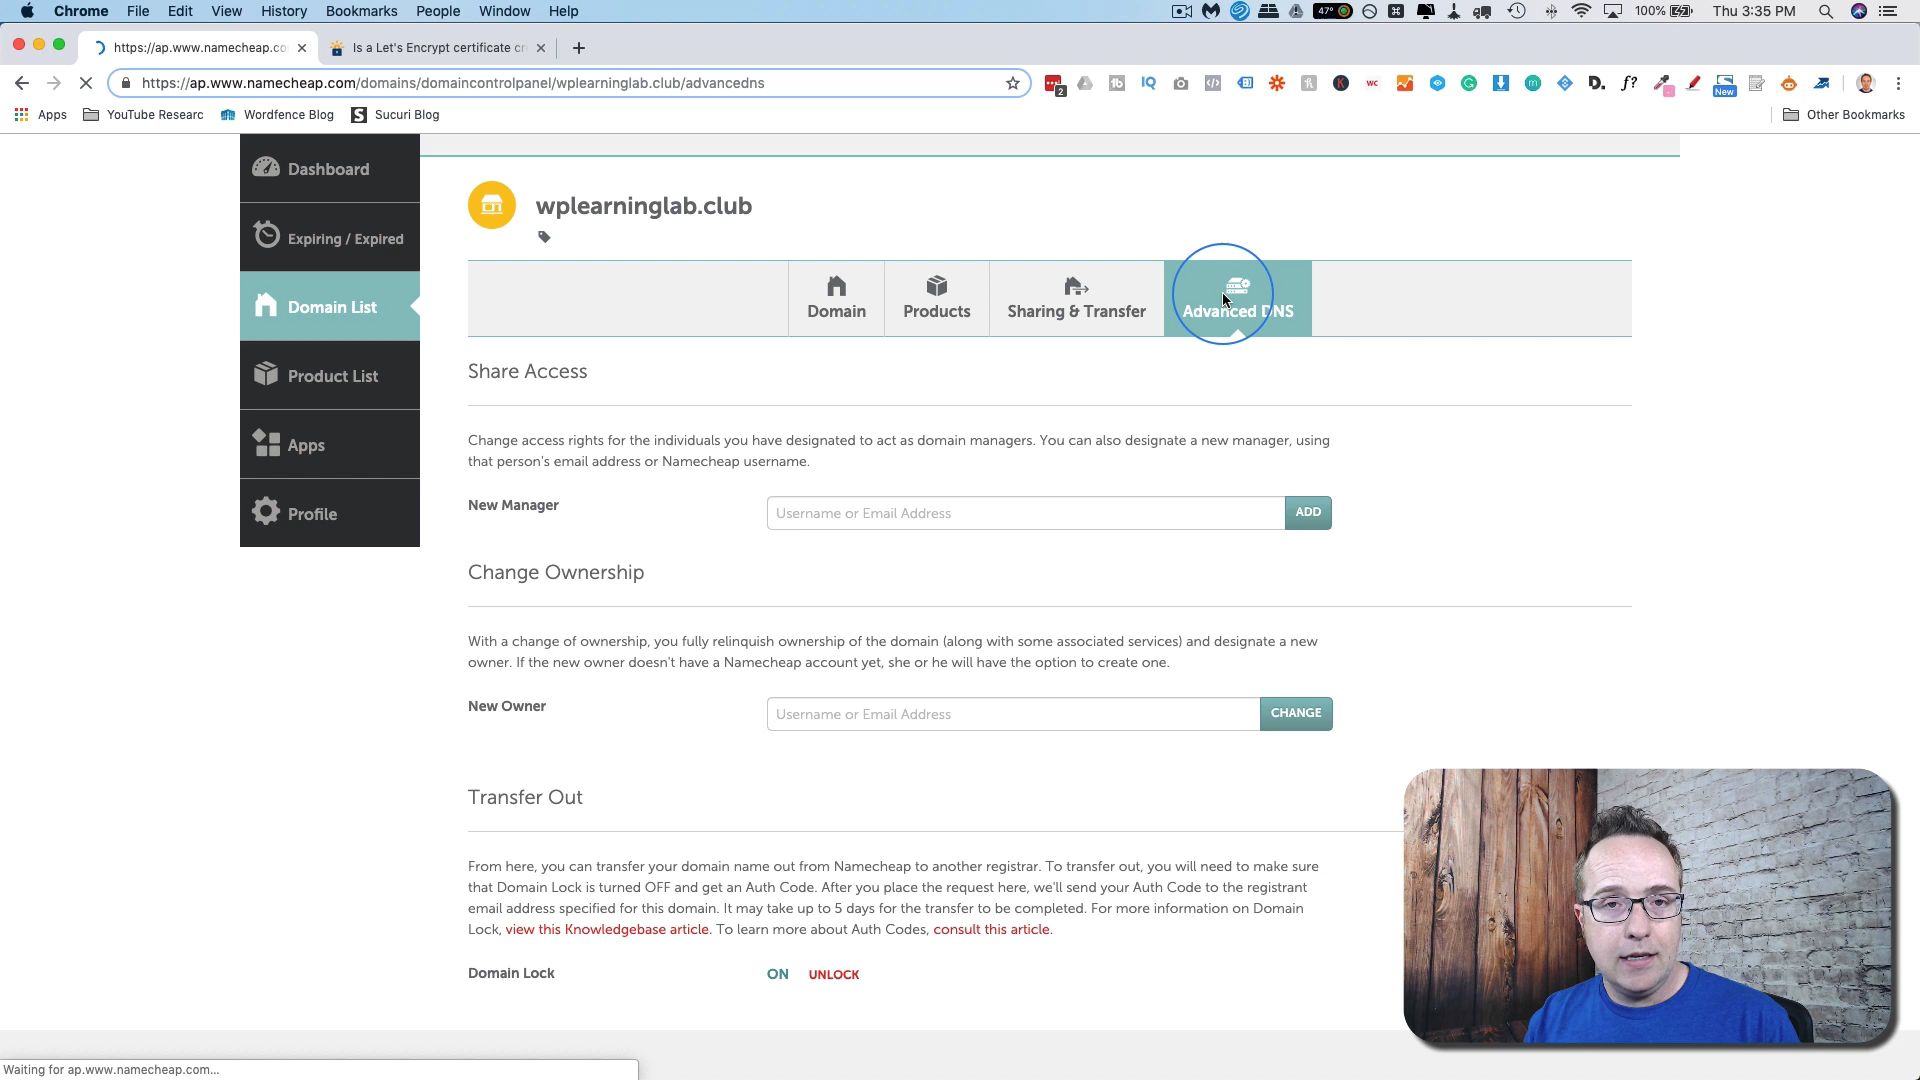 Chrome File Edit View History Bookmarks People Window Help
47° 100% Thu 3:35 PM
https://ap.www.namecheap.co
Is a Let's Encrypt certificate cr
https://ap.www.namecheap.com/domains/domaincontrolpanel/wplearninglab.club/advancedns
Apps YouTube Researc Wordfence Blog Sucuri Blog Other Bookmarks
Dashboard
Expiring / Expired
Domain List
Product List
Apps
Profile
wplearninglab.club
Domain Products Sharing & Transfer Advanced DNS
Share Access
Change access rights for the individuals you have designated to act as domain managers. You can also designate a new manager, using
that person's email address or Namecheap username.
New Manager Username or Email Address ADD
Change Ownership
With a change of ownership, you fully relinquish ownership of the domain (along with some associated services) and designate a new
owner. If the new owner doesn't have a Namecheap account yet, she or he will have the option to create one.
New Owner Username or Email Address CHANGE
Transfer Out
From here, you can transfer your domain name out from Namecheap to another registrar. To transfer out, you will need to make sure
that Domain Lock is turned OFF and get an Auth Code. After you place the request here, we'll send your Auth Code to the registrant
email address specified for this domain. It may take up to 5 days for the transfer to be completed. For more information on Domain
Lock, view this Knowledgebase article. To learn more about Auth Codes, consult this article.
Domain Lock ON UNLOCK
Waiting for ap.www.namecheap.com...